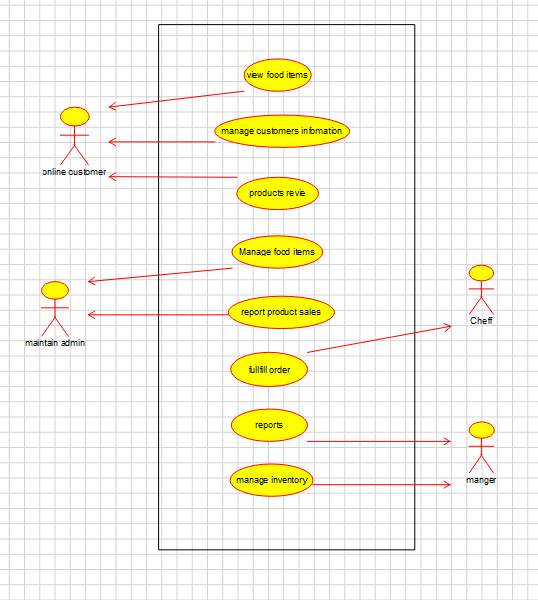 view food items
manage customers infomation
online customer
products revie
Manage food items
report product sales
maintain admin
Cheff
fullfill order
reports
manage inventory
manger